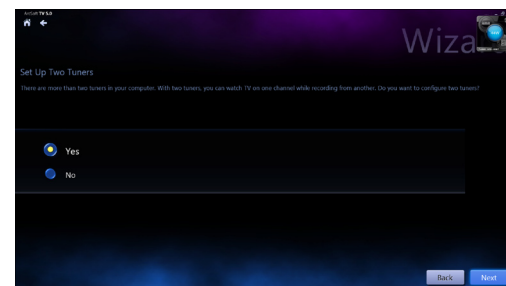 ArcSoft TV 5.0
Wiza
Set Up Two Tuners
There are more than two tuners in your computer. With two tuners, you can watch TV on one channel while recording from another. Do you want to configure two tuners?
Yes
No
Back
Next